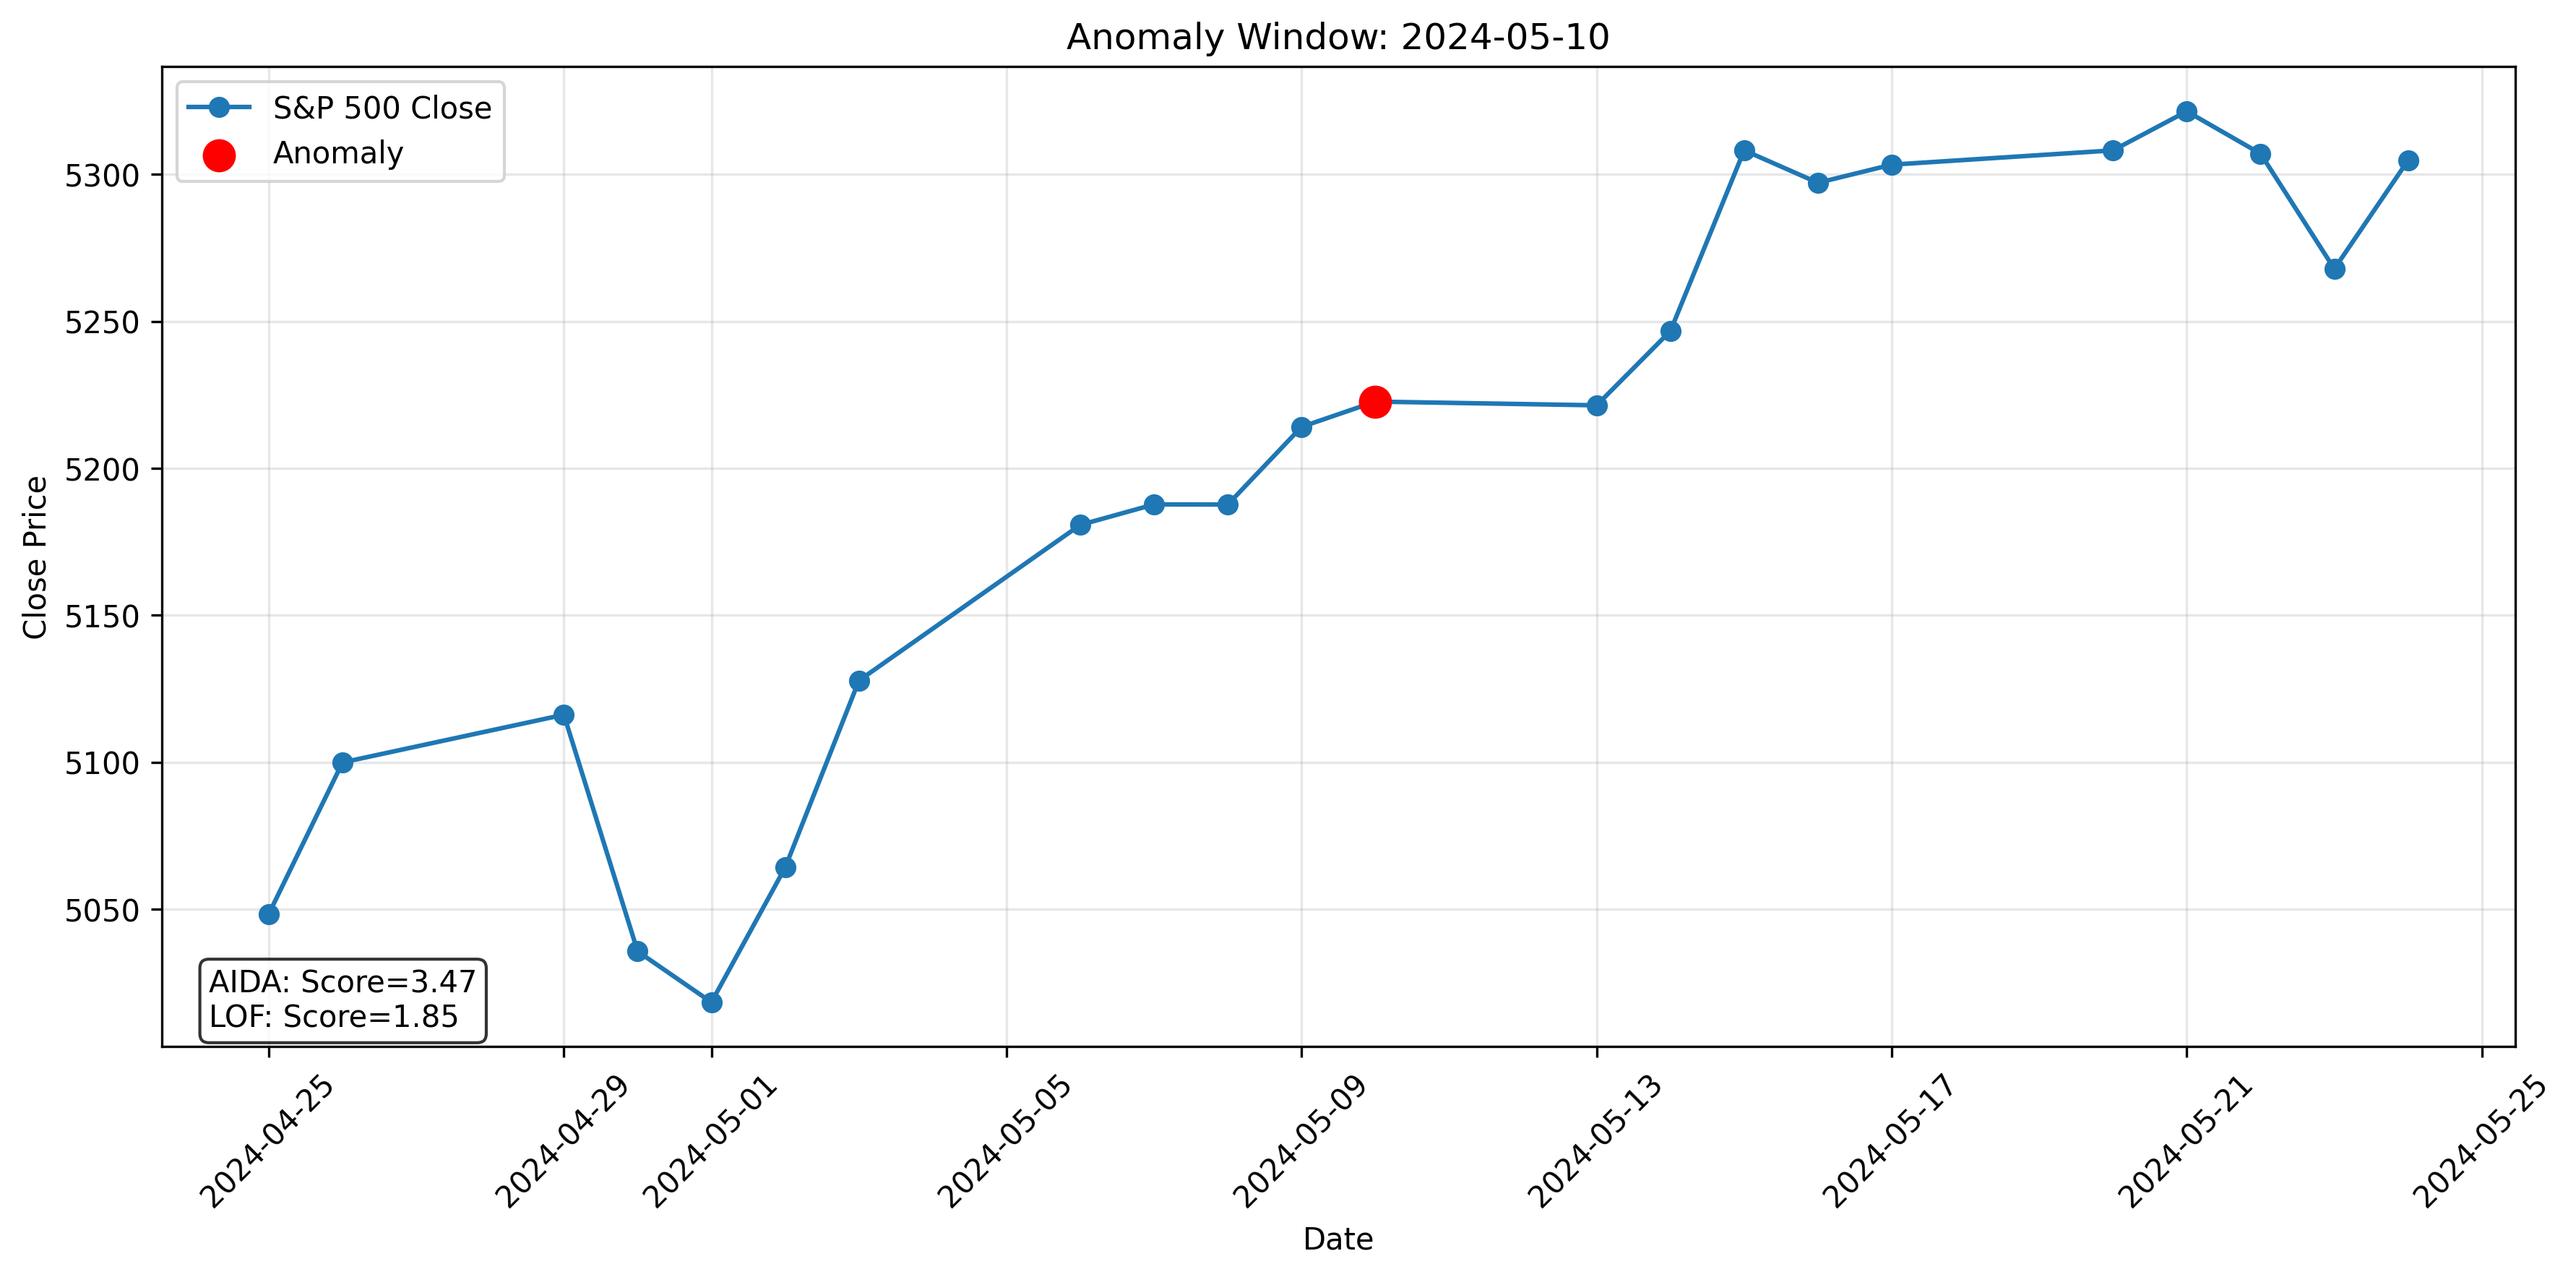 Anomaly Window: 2024-05-10
S&P 500 Close
Anomaly
5300
5250
5200
5150
5100
5050
Close Price
AIDA: Score=3.47
LOF: Score=1.85
2024-04-25
2024-04-29
2024-05-01
2024-05-05
2024-05-09
2024-05-13
2024-05-17
2024-05-21
2024-05-25
Date